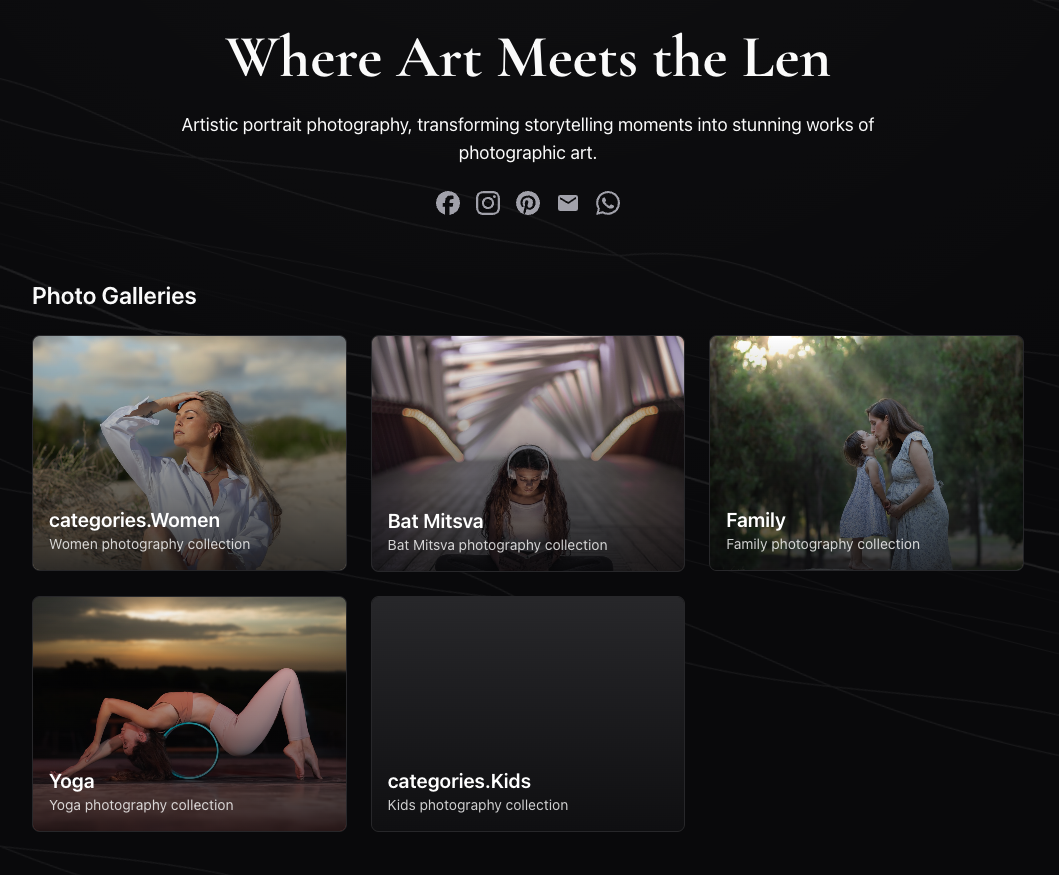 Where Art Meets the Len
Artistic portrait photography, transforming storytelling moments into stunning works of
photographic art.
Photo Galleries
categories.Women
Women photography collection
Bat Mitsva
Bat Mitsva photography collection
Family
Family photography collection
Yoga
Yoga photography collection
categories.Kids
Kids photography collection